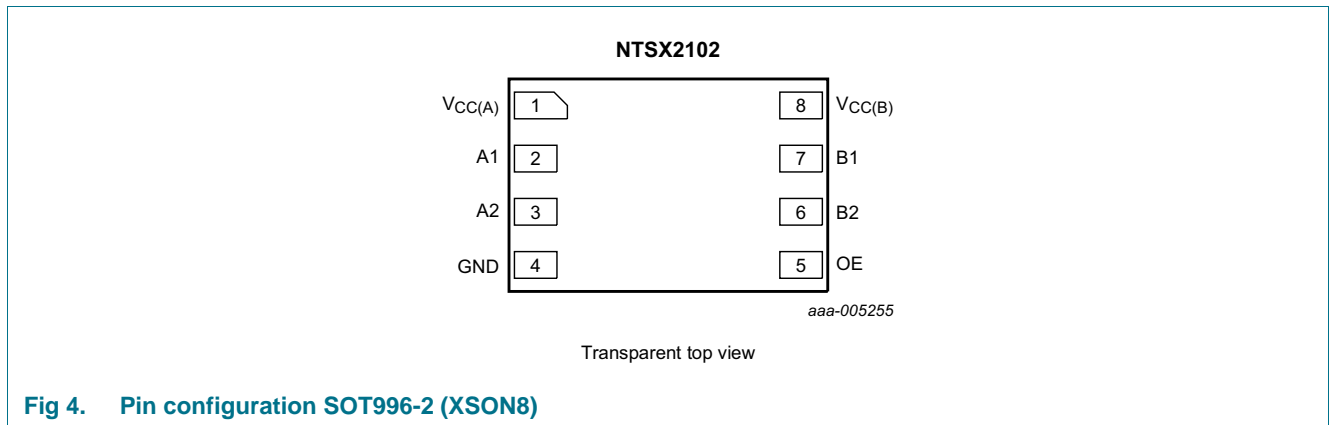 NTSX2102
VCC(A) 1 8 VCC(B)
A1 2 7 B1
A2 3 6 B2
GND 4 5 OE
aaa-005255
Transparent top view
Fig 4. Pin configuration SOT996-2 (XSON8)